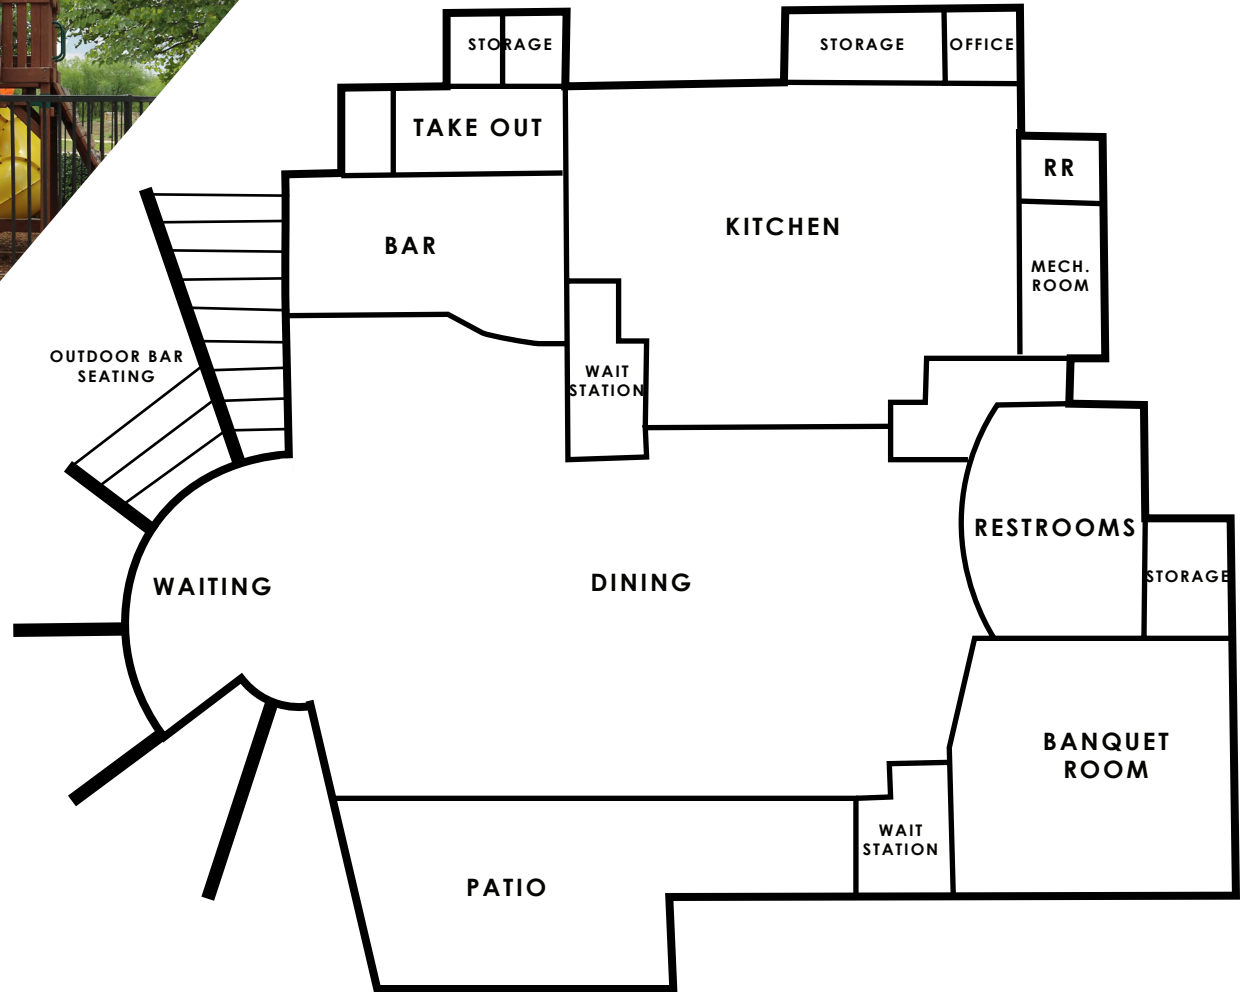 STORAGE
STORAGE
OFFICE
TAKE OUT
RR
KITCHEN
BAR
MECH.
ROOM
OUTDOOR BAR
SEATING
WAIT
STATION
RESTROOMS
STORAGE
WAITING
DINING
BANQUET
ROOM
WAIT
STATION
PATIO